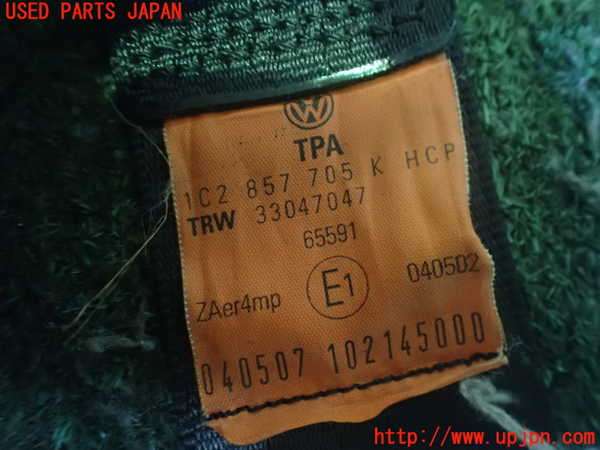 USED PARTS JAPAN
TPA
1C2 857 705 K HCP
TRW 33047047
65591
ZAer4mp E1 040502
040507 102145000
http://www.upjpn.com/